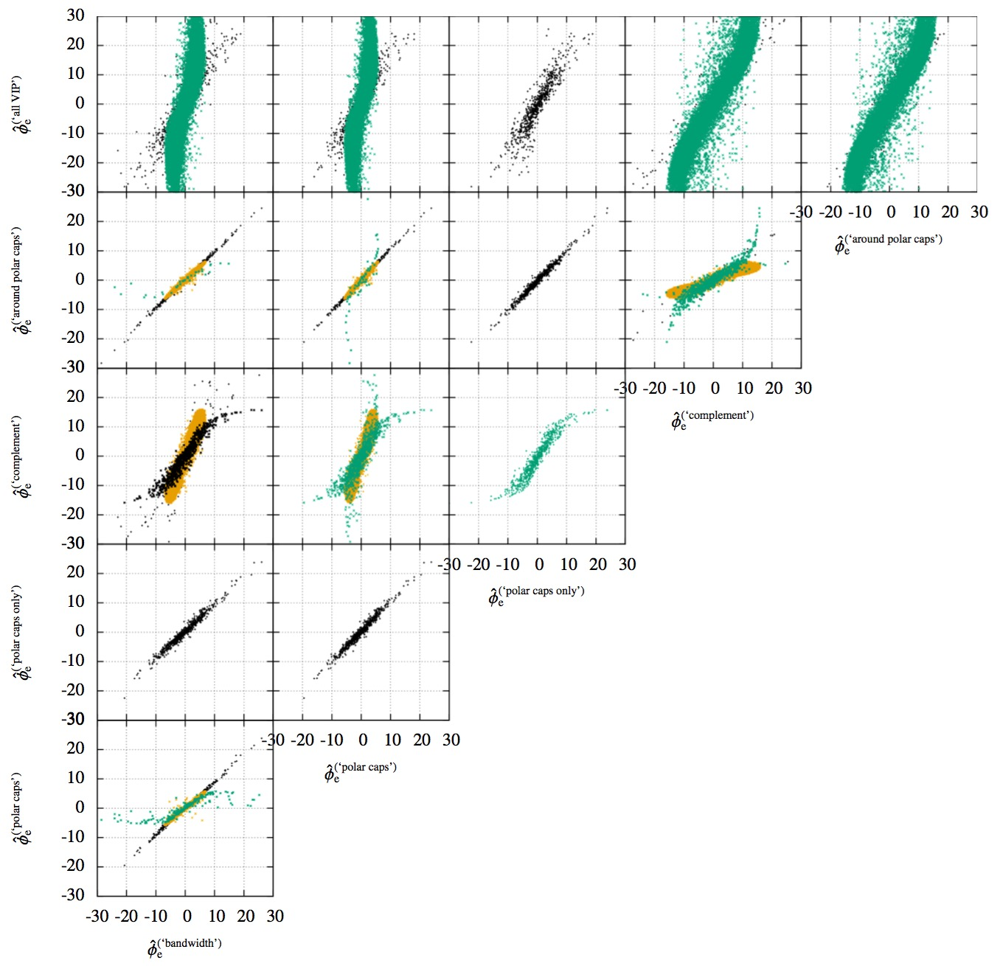 30
20
10
0
-10
-20
-30
ϕ̂e(‘all VIP’)
-30 -20 -10 0 10 20 30
ϕ̂e(‘around polar caps’)
20
10
0
-10
-20
-30
ϕ̂e(‘around polar caps’)
-30 -20 -10 0 10 20 30
ϕ̂e(‘complement’)
20
10
0
-10
-20
-30
ϕ̂e(‘complement’)
-30 -20 -10 0 10 20 30
ϕ̂e(‘polar caps only’)
20
10
0
-10
-20
-30
ϕ̂e(‘polar caps only’)
-30 -20 -10 0 10 20 30
ϕ̂e(‘polar caps’)
20
10
0
-10
-20
-30
ϕ̂e(‘polar caps’)
-30 -20 -10 0 10 20 30
ϕ̂e(‘bandwidth’)